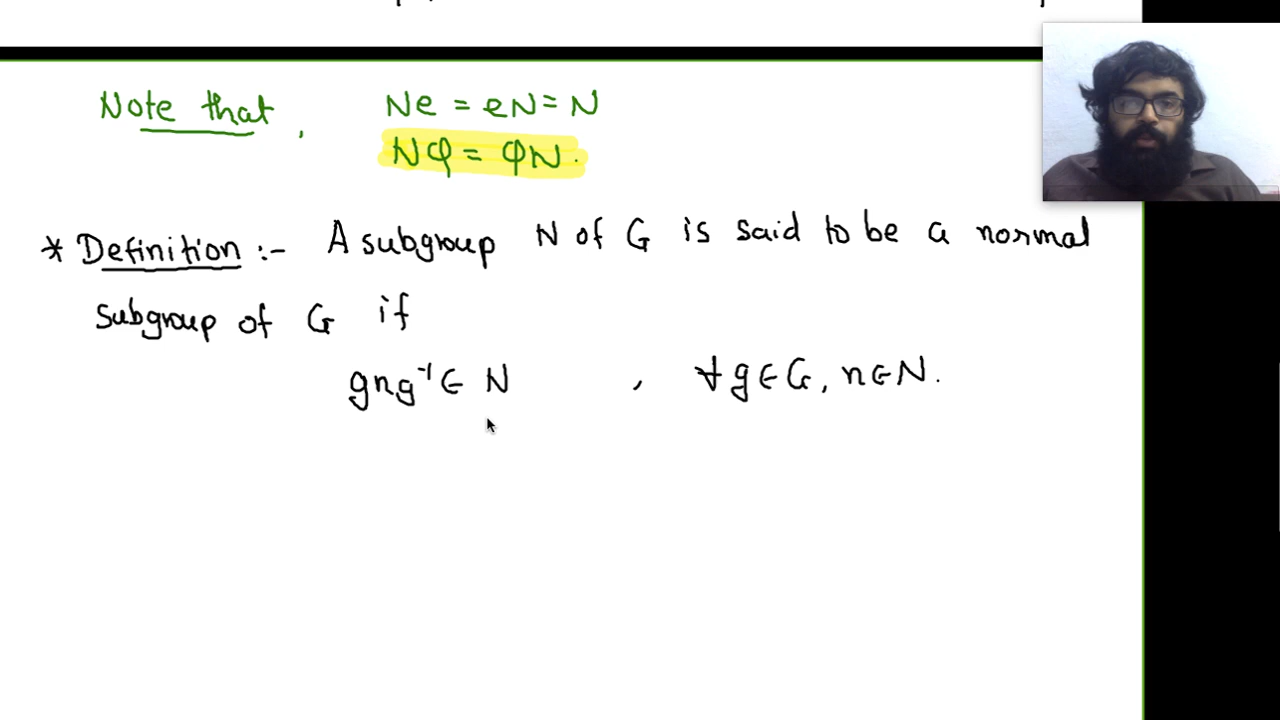 Note that, Ne = eN = N
Nφ = φN.
* Definition :- A subgroup N of G is said to be a normal
subgroup of G if
gng⁻¹ ∈ N , ∀ g ∈ G, n ∈ N.